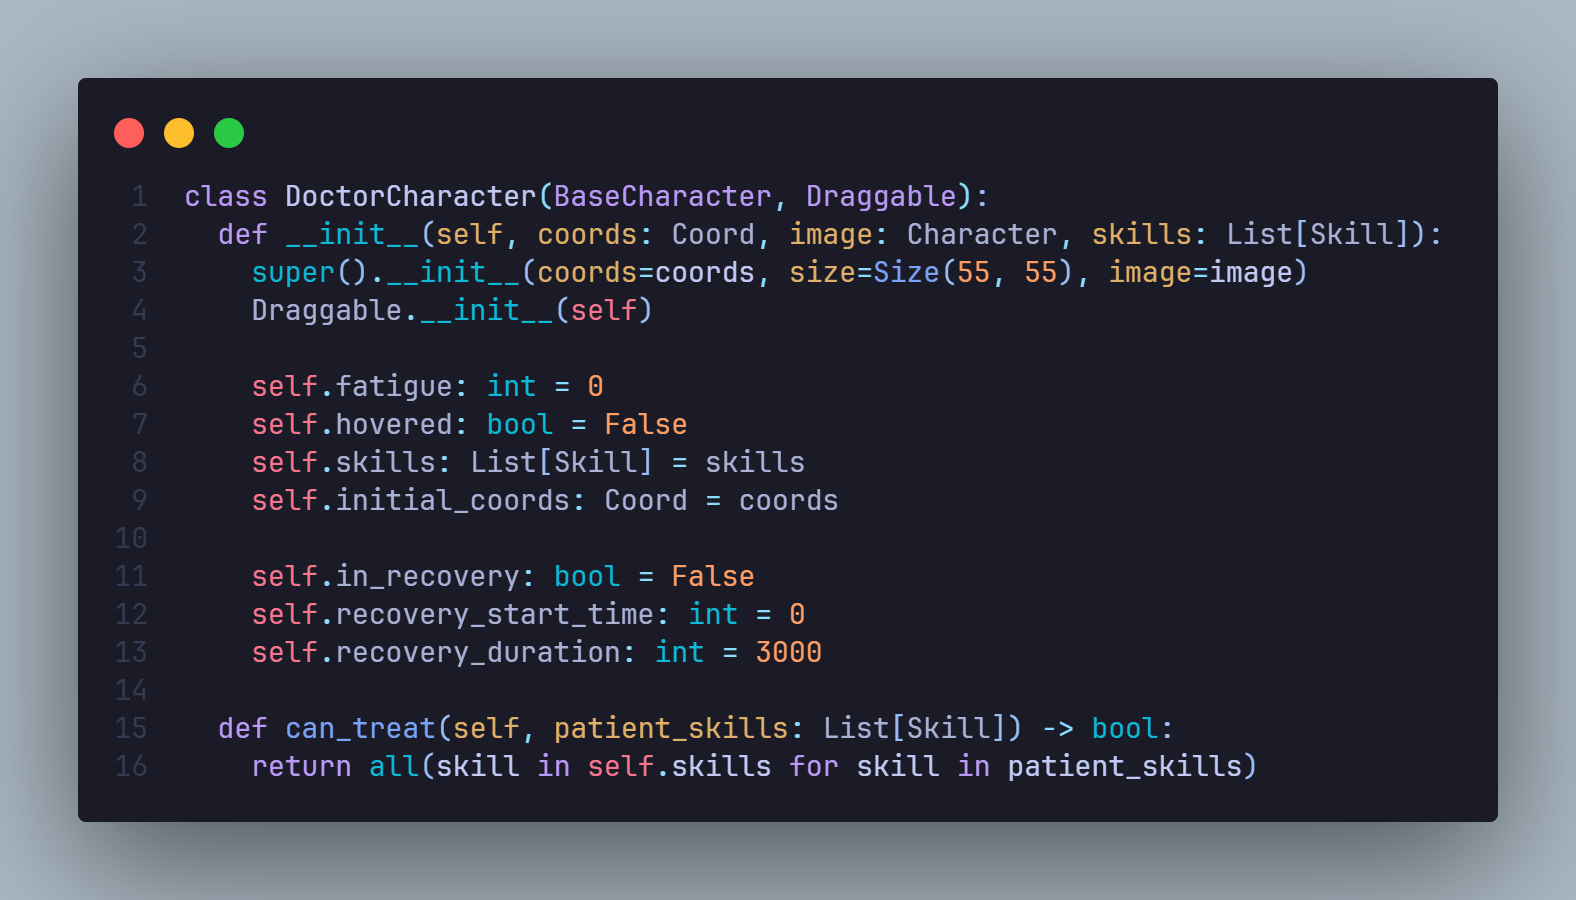 1 class DoctorCharacter(BaseCharacter, Draggable):
2   def __init__(self, coords: Coord, image: Character, skills: List[Skill]):
3     super().__init__(coords=coords, size=Size(55, 55), image=image)
4     Draggable.__init__(self)
5
6     self.fatigue: int = 0
7     self.hovered: bool = False
8     self.skills: List[Skill] = skills
9     self.initial_coords: Coord = coords
10
11     self.in_recovery: bool = False
12     self.recovery_start_time: int = 0
13     self.recovery_duration: int = 3000
14
15   def can_treat(self, patient_skills: List[Skill]) -> bool:
16     return all(skill in self.skills for skill in patient_skills)